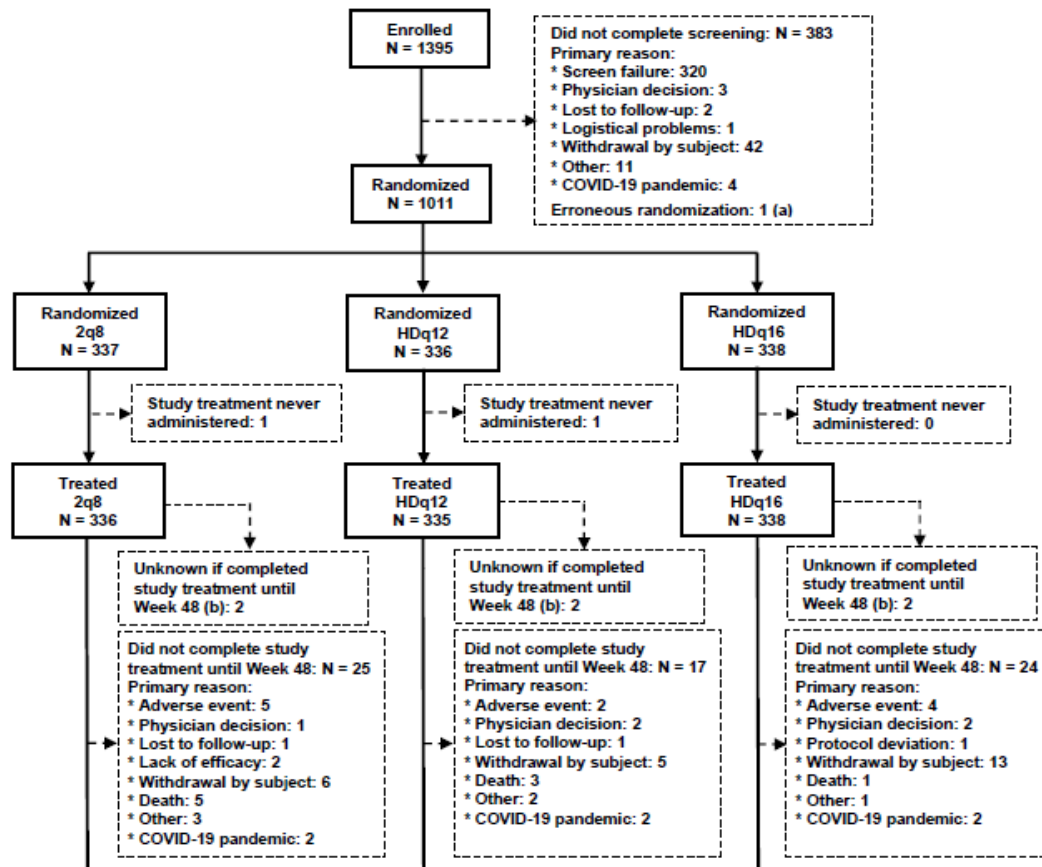 Enrolled
N = 1395
Did not complete screening: N = 383
Primary reason:
* Screen failure: 320
* Physician decision: 3
* Lost to follow-up: 2
* Logistical problems: 1
* Withdrawal by subject: 42
* Other: 11
* COVID-19 pandemic: 4
Erroneous randomization: 1 (a)
Randomized
N = 1011
Randomized
2q8
N = 337
Randomized
HDq12
N = 336
Randomized
HDq16
N = 338
Study treatment never
administered: 1
Study treatment never
administered: 1
Study treatment never
administered: 0
Treated
2q8
N = 336
Treated
HDq12
N = 335
Treated
HDq16
N = 338
Unknown if completed
study treatment until
Week 48 (b): 2
Unknown if completed
study treatment until
Week 48 (b): 2
Unknown if completed
study treatment until
Week 48 (b): 2
Did not complete study
treatment until Week 48: N = 25
Primary reason:
* Adverse event: 5
* Physician decision: 1
* Lost to follow-up: 1
* Lack of efficacy: 2
* Withdrawal by subject: 6
* Death: 5
* Other: 3
* COVID-19 pandemic: 2
Did not complete study
treatment until Week 48: N = 17
Primary reason:
* Adverse event: 2
* Physician decision: 2
* Lost to follow-up: 1
* Withdrawal by subject: 5
* Death: 3
* Other: 2
* COVID-19 pandemic: 2
Did not complete study
treatment until Week 48: N = 24
Primary reason:
* Adverse event: 4
* Physician decision: 2
* Protocol deviation: 1
* Withdrawal by subject: 13
* Death: 1
* Other: 1
* COVID-19 pandemic: 2